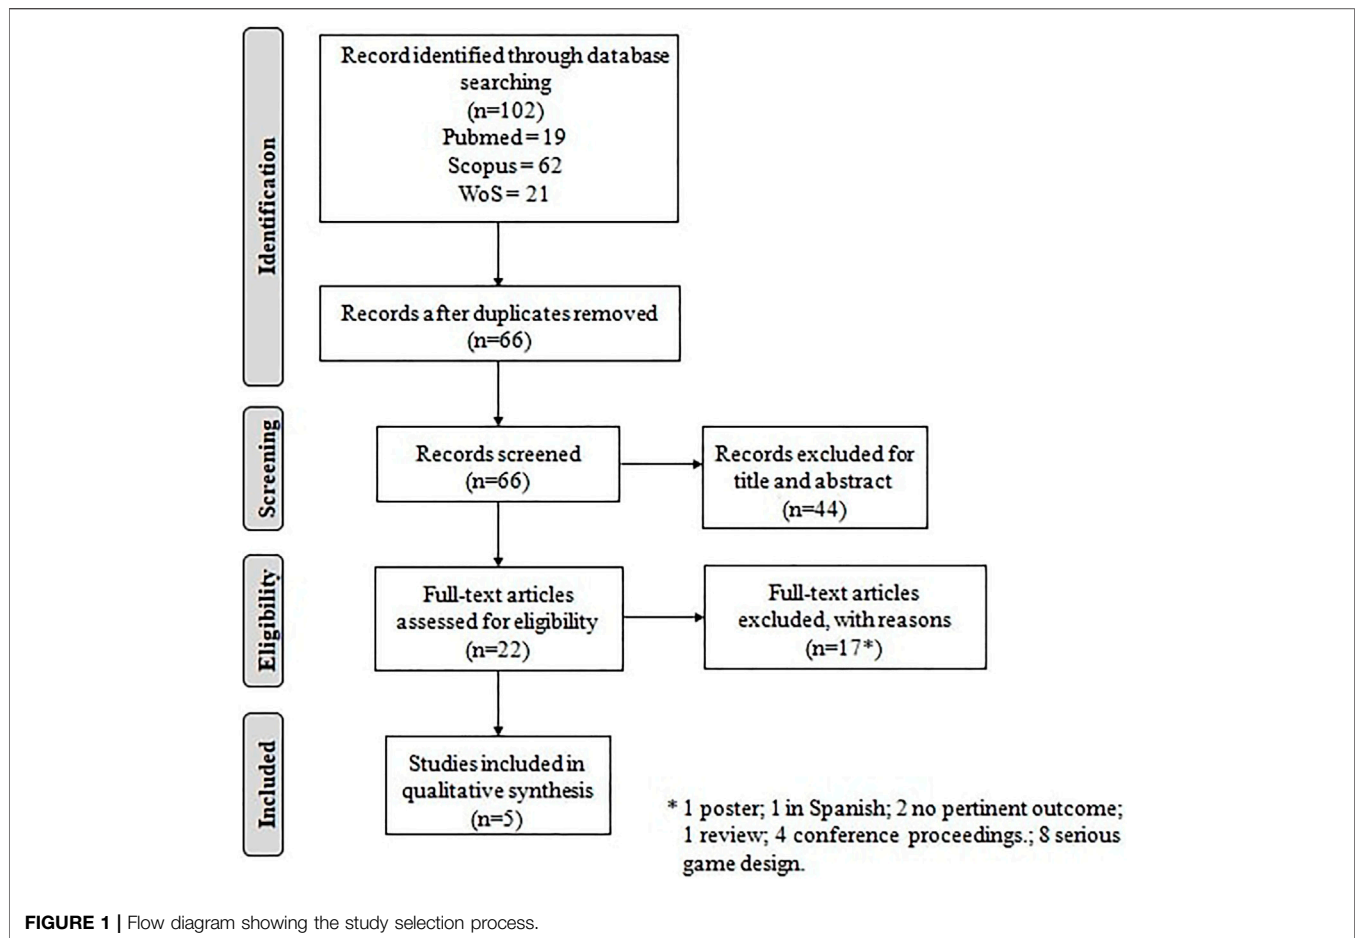 Identification
Record identified through database
searching
(n=102)
Pubmed = 19
Scopus = 62
WoS = 21
Records after duplicates removed
(n=66)
Screening
Records screened
(n=66)
Records excluded for
title and abstract
(n=44)
Eligibility
Full-text articles
assessed for eligibility
(n=22)
Full-text articles
excluded, with reasons
(n=17*)
Included
Studies included in
qualitative synthesis
(n=5)
* 1 poster; 1 in Spanish; 2 no pertinent outcome;
1 review; 4 conference proceedings.; 8 serious
game design.
FIGURE 1 | Flow diagram showing the study selection process.